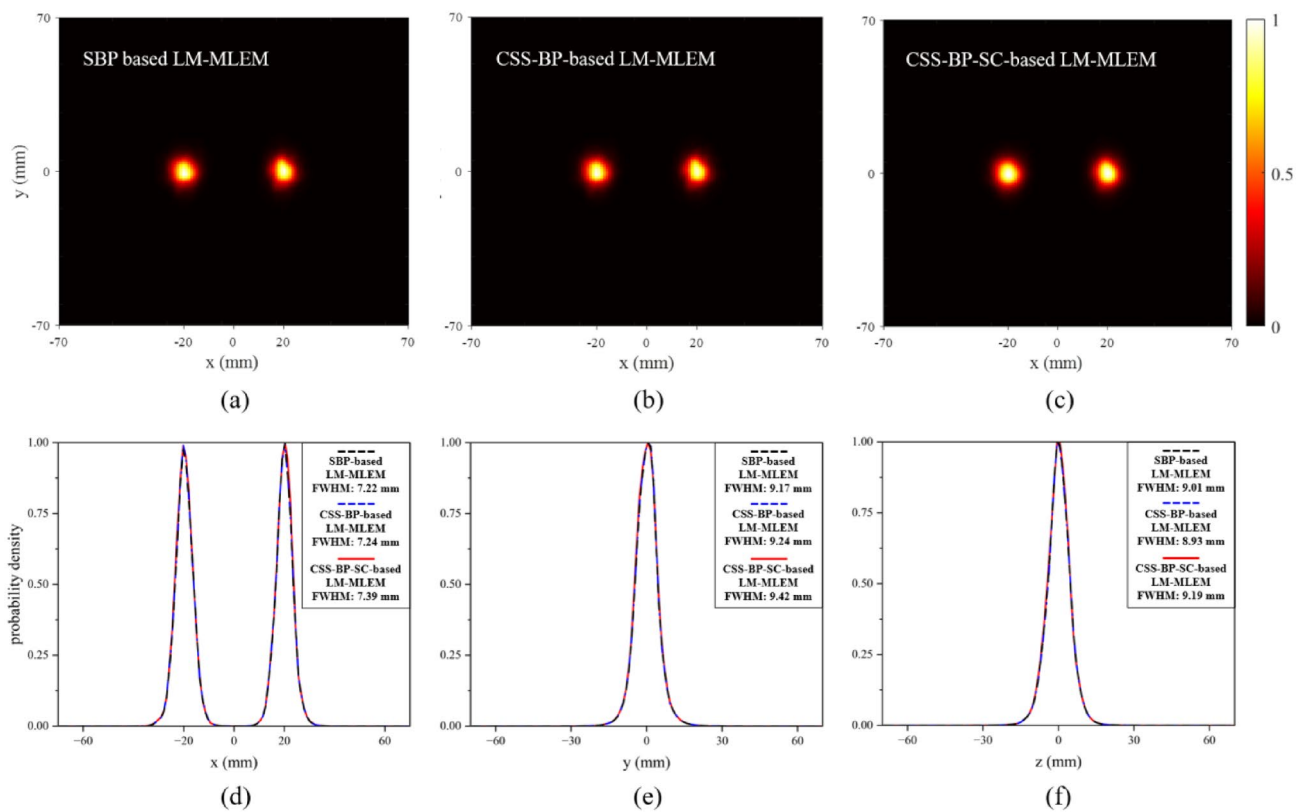 70
SBP based LM-MLEM
y (mm)
0
-70
-70
-20
0
20
70
x (mm)
(a)
70
CSS-BP-based LM-MLEM
0
-70
-70
-20
0
20
70
x (mm)
(b)
70
CSS-BP-SC-based LM-MLEM
0
-70
-70
-20
0
20
70
x (mm)
(c)
1
0.5
0
probability density
1.00
0.75
0.50
0.25
0.00
SBP-based
LM-MLEM
FWHM: 7.22 mm
CSS-BP-based
LM-MLEM
FWHM: 7.24 mm
CSS-BP-SC-based
LM-MLEM
FWHM: 7.39 mm
−60
−20
0
20
60
x (mm)
(d)
1.00
0.75
0.50
0.25
0.00
SBP-based
LM-MLEM
FWHM: 9.17 mm
CSS-BP-based
LM-MLEM
FWHM: 9.24 mm
CSS-BP-SC-based
LM-MLEM
FWHM: 9.42 mm
−60
−30
0
30
60
y (mm)
(e)
1.00
0.75
0.50
0.25
0.00
SBP-based
LM-MLEM
FWHM: 9.01 mm
CSS-BP-based
LM-MLEM
FWHM: 8.93 mm
CSS-BP-SC-based
LM-MLEM
FWHM: 9.19 mm
−60
−30
0
30
60
z (mm)
(f)